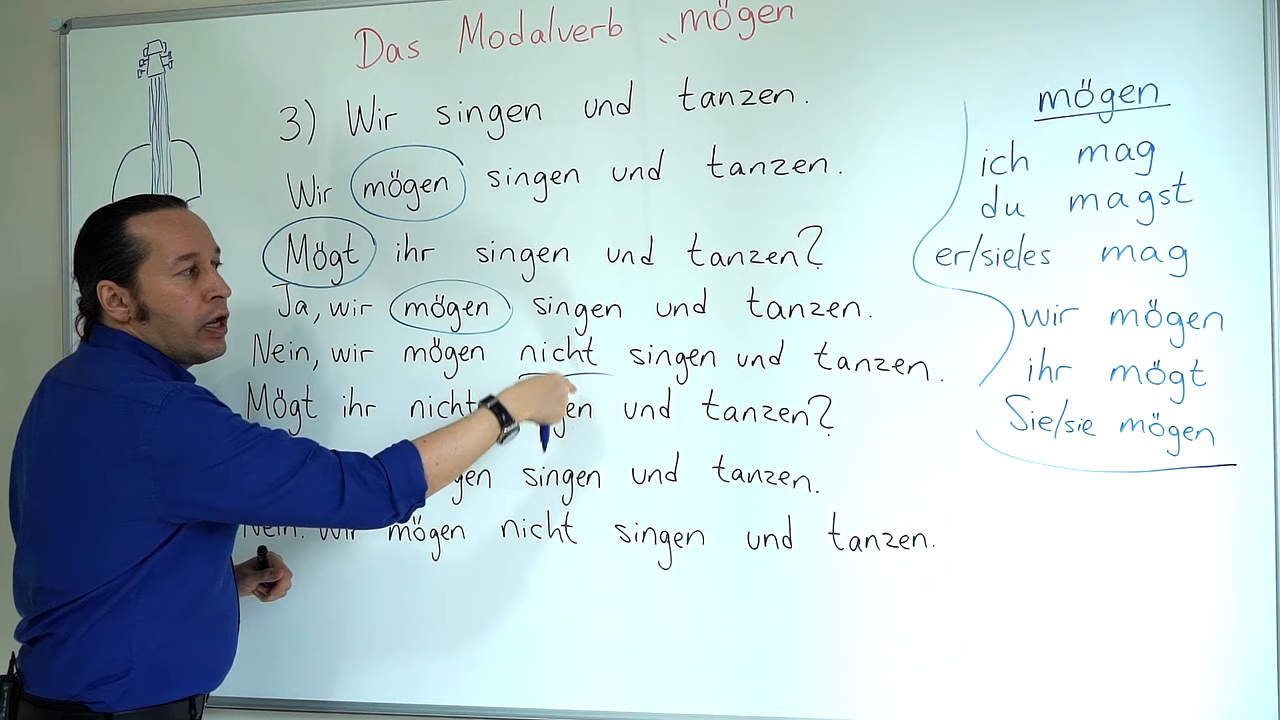 Das Modalverb „mögen
3) Wir singen und tanzen.
Wir mögen singen und tanzen.
Mögt ihr singen und tanzen?
Ja, wir mögen singen und tanzen.
Nein, wir mögen nicht singen und tanzen.
Mögt ihr nicht und tanzen?
singen und tanzen.
Nein. Wir mögen nicht singen und tanzen.
mögen
ich mag
du magst
er/sie/es mag
wir mögen
ihr mögt
Sie/sie mögen